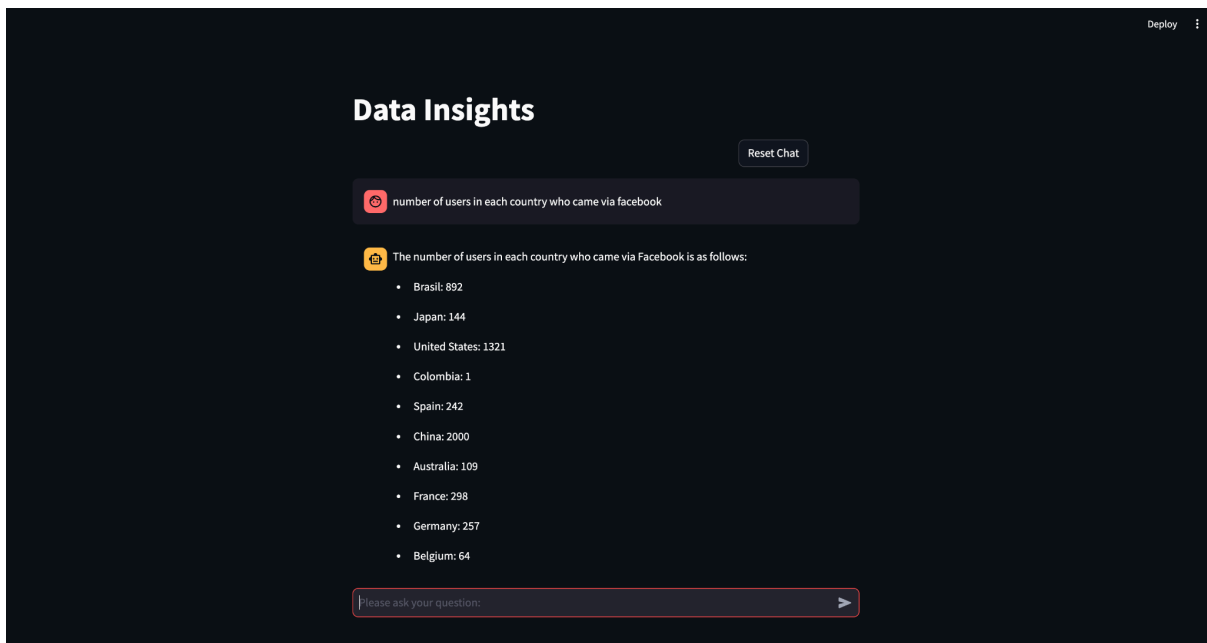 Deploy
Data Insights
Reset Chat
number of users in each country who came via facebook
The number of users in each country who came via Facebook is as follows:
• Brasil: 892
• Japan: 144
• United States: 1321
• Colombia: 1
• Spain: 242
• China: 2000
• Australia: 109
• France: 298
• Germany: 257
• Belgium: 64
Please ask your question: